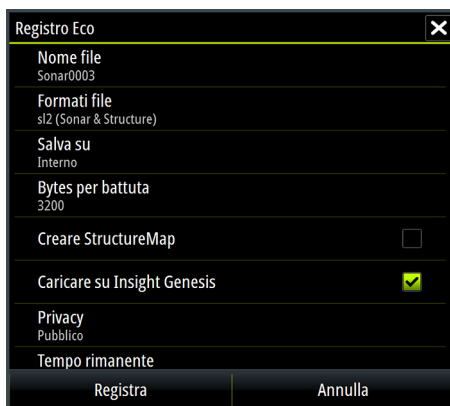 Registro Eco
Nome file
Sonar0003
Formati file
sl2 (Sonar & Structure)
Salva su
Interno
Bytes per battuta
3200
Creare StructureMap
Caricare su Insight Genesis
Privacy
Pubblico
Tempo rimanente
Registra
Annulla